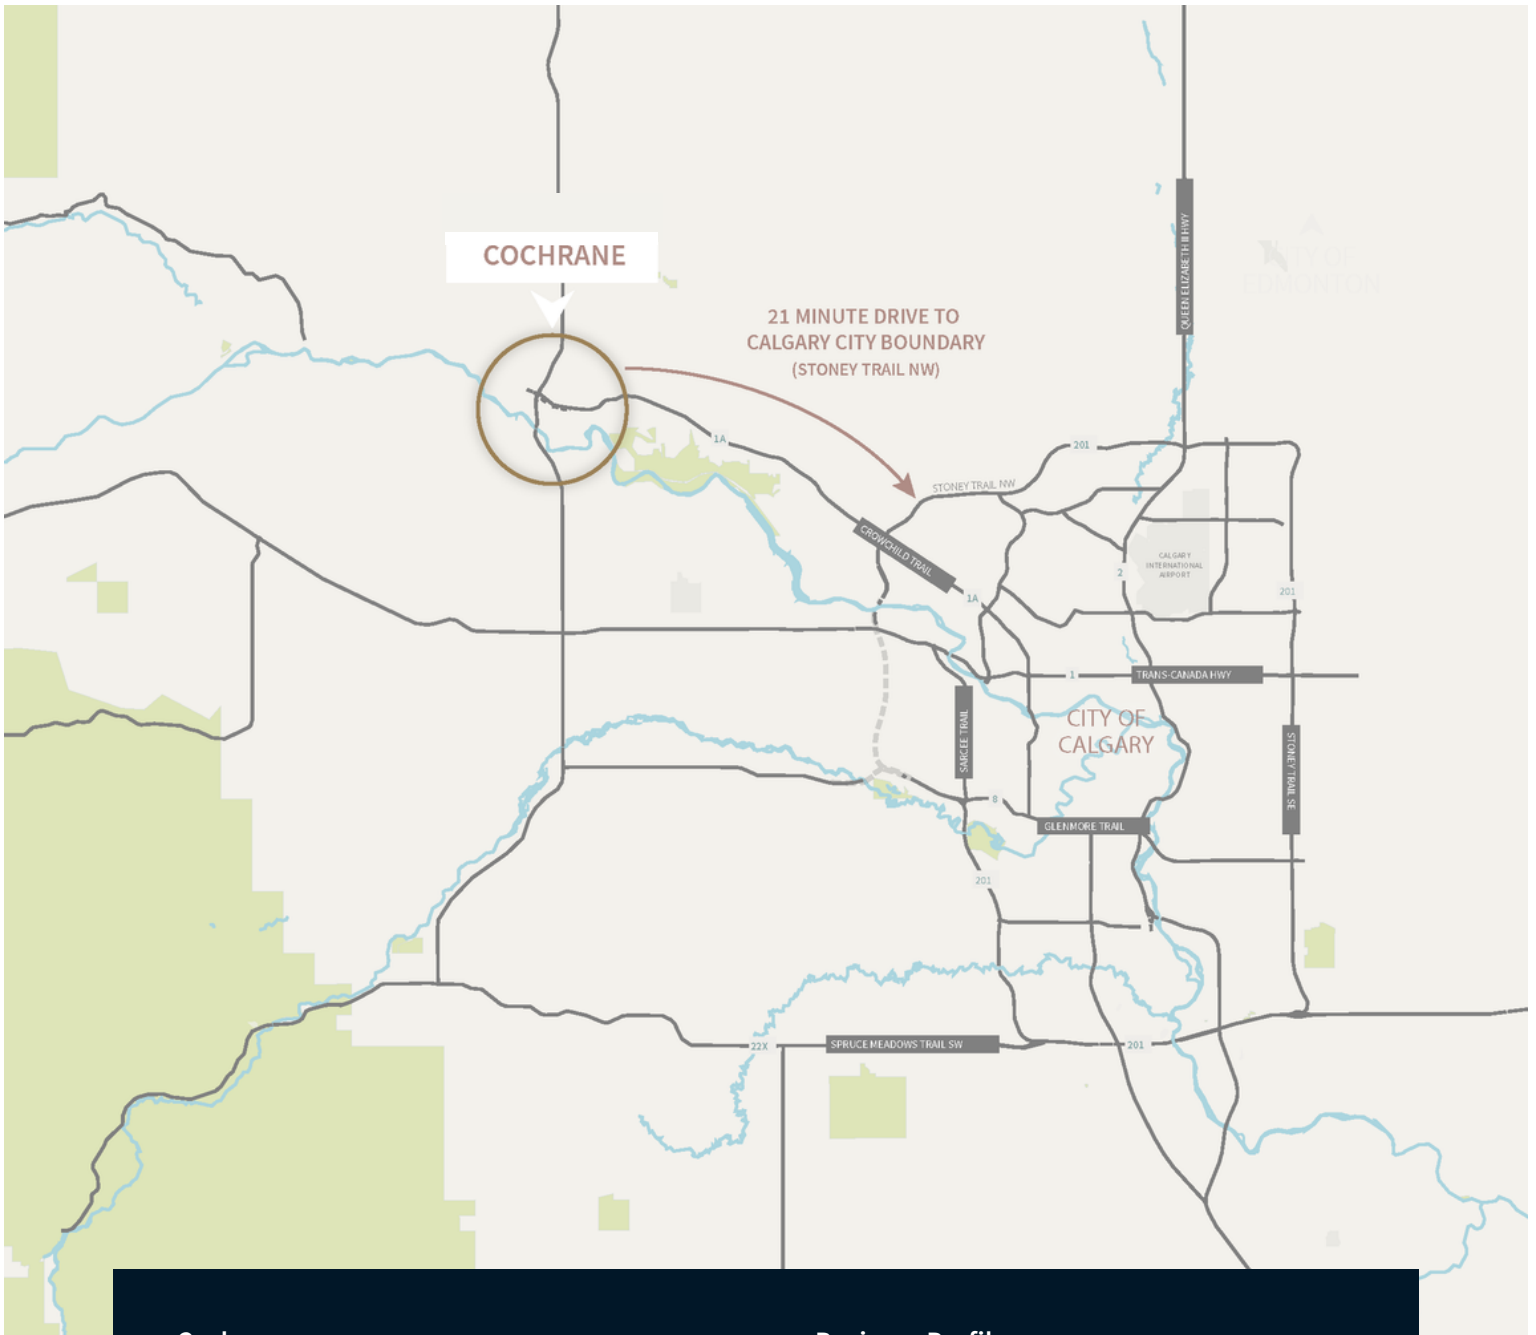 COCHRANE
21 MINUTE DRIVE TO
CALGARY CITY BOUNDARY
(STONEY TRAIL NW)
QUEEN ELIZABETH II HWY
EDMONTON
1A
201
STONEY TRAIL NW
CROWCHILD TRAIL
CALGARY
INTERNATIONAL
AIRPORT
2
201
1A
1
TRANS-CANADA HWY
CITY OF
CALGARY
SARCEE TRAIL
STONEY TRAIL SE
8
GLENMORE TRAIL
201
22X
SPRUCE MEADOWS TRAIL SW
201